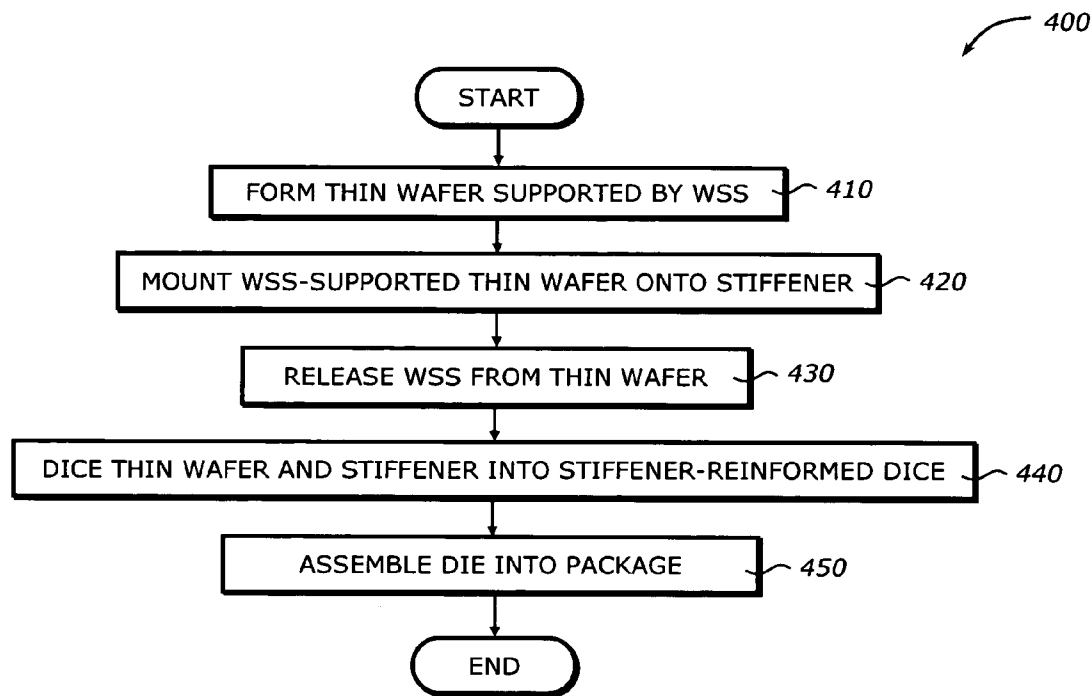 400
START
FORM THIN WAFER SUPPORTED BY WSS 410
MOUNT WSS-SUPPORTED THIN WAFER ONTO STIFFENER 420
RELEASE WSS FROM THIN WAFER 430
DICE THIN WAFER AND STIFFENER INTO STIFFENER-REINFORMED DICE 440
ASSEMBLE DIE INTO PACKAGE 450
END